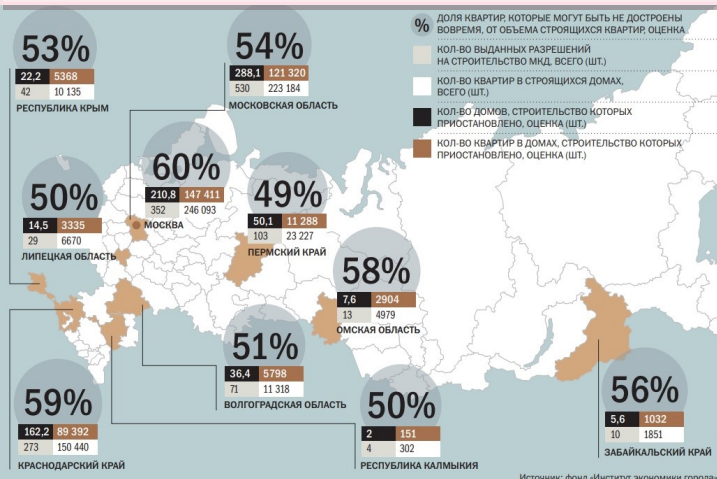 53%
22,2 5368
42 10 135
РЕСПУБЛИКА КРЫМ
54%
288,1 121 320
530 223 184
МОСКОВСКАЯ ОБЛАСТЬ
% ДОЛЯ КВАРТИР, КОТОРЫЕ МОГУТ БЫТЬ НЕ ДОСТРОЕНЫ
ВОВРЕМЯ, ОТ ОБЪЕМА СТРОЯЩИХСЯ КВАРТИР, ОЦЕНКА
КОЛ-ВО ВЫДАННЫХ РАЗРЕШЕНИЙ
НА СТРОИТЕЛЬСТВО МКД, ВСЕГО (ШТ.)
КОЛ-ВО КВАРТИР В СТРОЯЩИХСЯ ДОМАХ,
ВСЕГО (ШТ.)
КОЛ-ВО ДОМОВ, СТРОИТЕЛЬСТВО КОТОРЫХ
ПРИОСТАНОВЛЕНО, ОЦЕНКА (ШТ.)
КОЛ-ВО КВАРТИР В ДОМАХ, СТРОИТЕЛЬСТВО КОТОРЫХ
ПРИОСТАНОВЛЕНО, ОЦЕНКА (ШТ.)
60%
210,8 147 411
352 246 093
МОСКВА
50%
14,5 3335
29 6670
ЛИПЕЦКАЯ ОБЛАСТЬ
49%
50,1 11 288
103 23 227
ПЕРМСКИЙ КРАЙ
58%
7,6 2904
13 4979
ОМСКАЯ ОБЛАСТЬ
51%
36,4 5798
71 11 318
ВОЛГОГРАДСКАЯ ОБЛАСТЬ
59%
162,2 89 392
273 150 440
КРАСНОДАРСКИЙ КРАЙ
50%
2 151
4 302
РЕСПУБЛИКА КАЛМЫКИЯ
56%
5,6 1032
10 1851
ЗАБАЙКАЛЬСКИЙ КРАЙ
Источник: фонд «Институт экономики города»